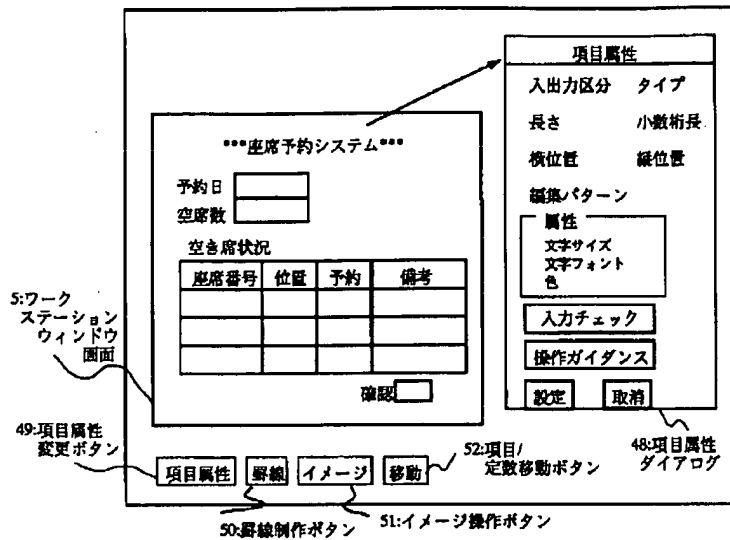 項目属性
入出力区分 タイプ
長さ 小数桁長
横位置 縦位置
編集パターン
属性
文字サイズ
文字フォント
色
入力チェック
操作ガイダンス
設定 取消
48:項目属性
ダイアログ
***座席予約システム***
予約日
空席数
空き席状況
座席番号 位置 予約 備考
確認
5:ワーク
ステーション
ウィンドウ
画面
49:項目属性
変更ボタン
項目属性 罫線 イメージ 移動
52:項目/
定数移動ボタン
50:罫線制作ボタン
51:イメージ操作ボタン